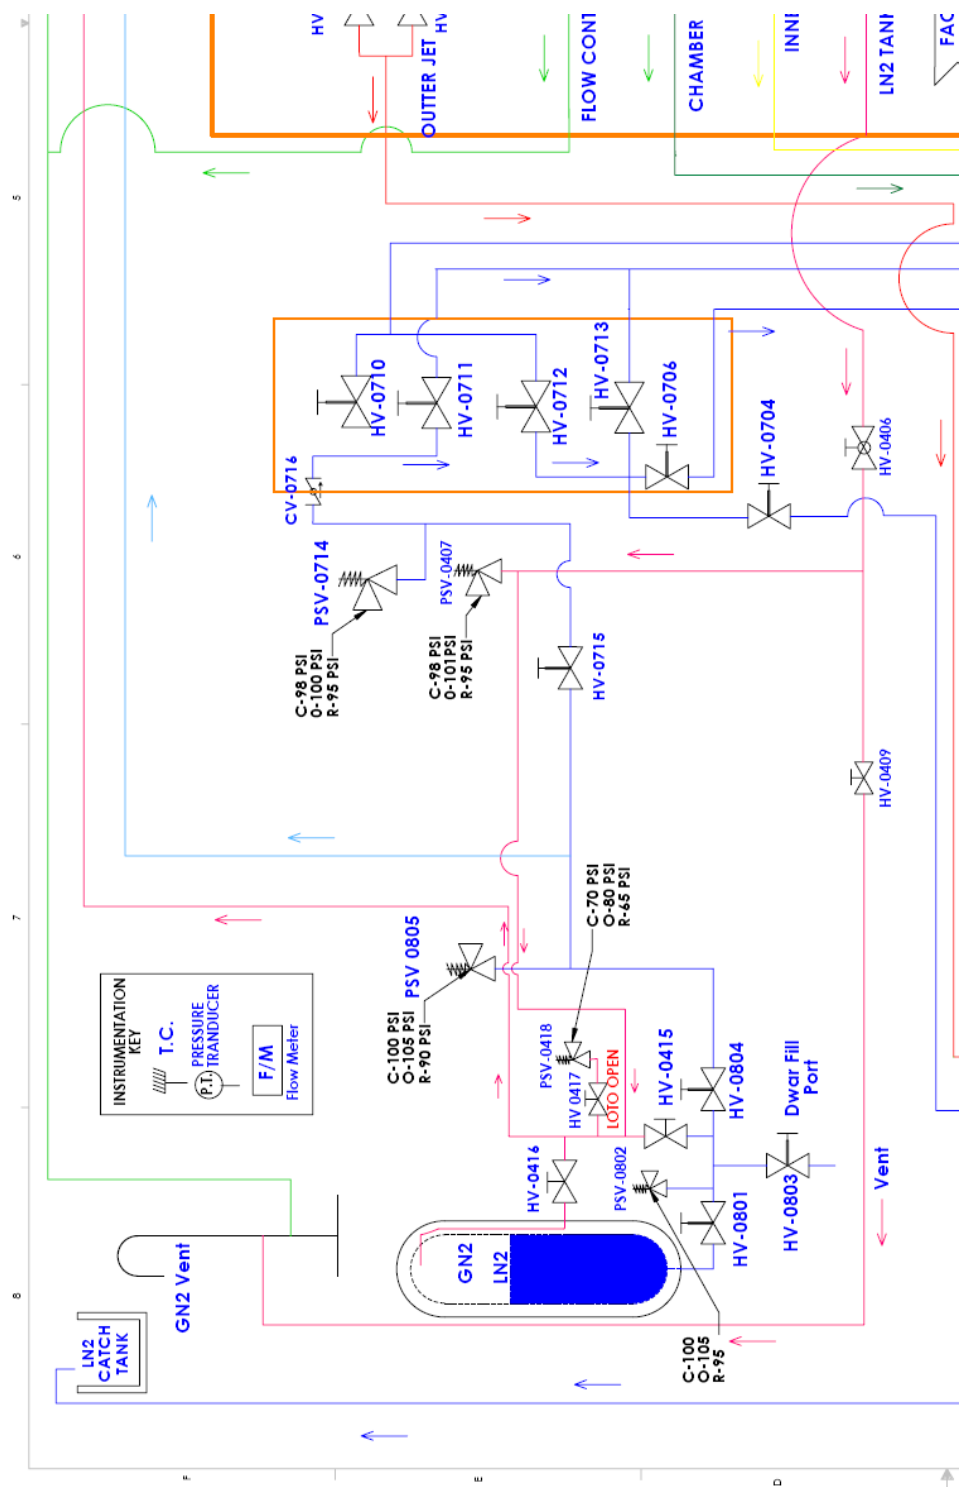 HV
HV
OUTTER JET
FLOW CONT
CHAMBER
INNE
LN2 TANK
FAC
5
HV-0710
HV-0711
HV-0712
HV-0713
HV-0706
HV-0704
HV-0406
CV-0716
6
PSV-0714
PSV-0407
C-98 PSI
O-100 PSI
R-95 PSI
C-98 PSI
O-101PSI
R-95 PSI
HV-0715
HV-0409
7
C-70 PSI
O-80 PSI
R-65 PSI
PSV 0805
C-100 PSI
O-105 PSI
R-90 PSI
INSTRUMENTATION
KEY
T.C.
P.T.
PRESSURE
TRANDUCER
F/M
Flow Meter
PSV-0418
HV 0417
LOTO OPEN
HV-0415
HV-0804
Dwar Fill
Port
HV-0416
PSV-0802
HV-0801
HV-0803
Vent
GN2
LN2
GN2 Vent
8
LN2
CATCH
TANK
C-100
O-105
R-95
F
E
D